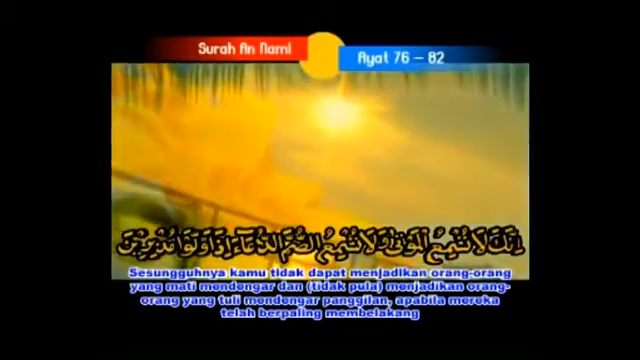 Surah An Naml
Ayat 76 – 82
إِنَّكَ لَا تُسْمِعُ الْمَوْتَىٰ وَلَا تُسْمِعُ الصُّمَّ الدُّعَاءَ إِذَا وَلَّوْا مُدْبِرِينَ
Sesungguhnya kamu tidak dapat menjadikan orang-orang
yang mati mendengar dan (tidak pula) menjadikan orang-
orang yang tuli mendengar panggilan, apabila mereka
telah berpaling membelakang